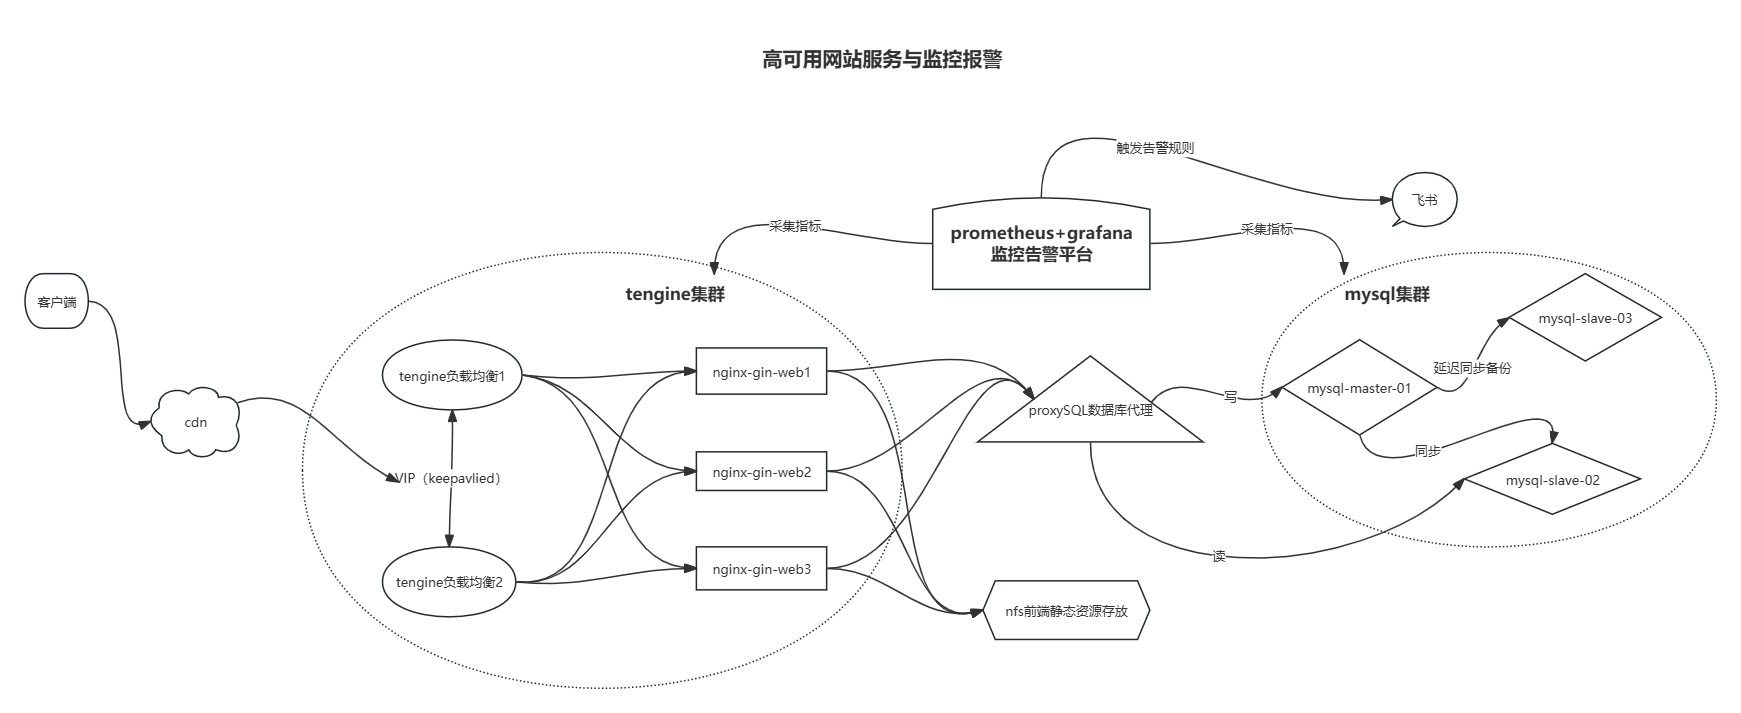 高可用网站服务与监控报警
触发告警规则
飞书
采集指标
prometheus+grafana
监控告警平台
采集指标
客户端
cdn
tengine集群
tengine负载均衡1
VIP（keepavlied）
tengine负载均衡2
nginx-gin-web1
nginx-gin-web2
nginx-gin-web3
proxySQL数据库代理
nfs前端静态资源存放
写
读
mysql集群
mysql-master-01
延迟同步备份
mysql-slave-03
同步
mysql-slave-02